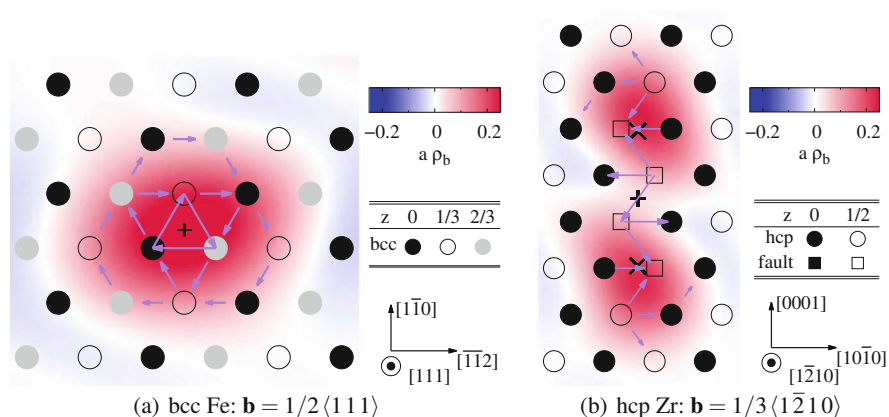 −0.2 0 0.2
a ρb
z 0 1/3 2/3
bcc
[11̅0]
[1̅1̅2]
[111]
(a) bcc Fe: b = 1/2⟨111⟩
−0.2 0 0.2
a ρb
z 0 1/2
hcp
fault
[0001]
[101̅0]
[12̅10]
(b) hcp Zr: b = 1/3⟨12̅10⟩